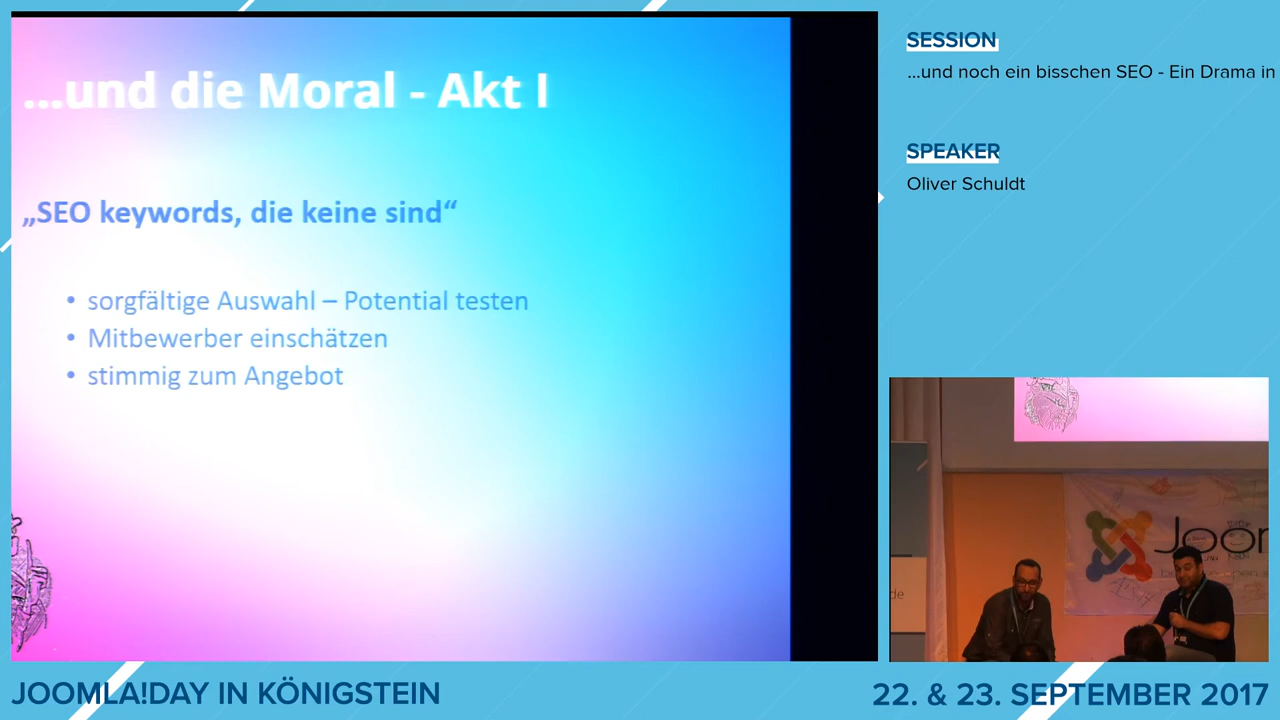 ...und die Moral - Akt I
„SEO keywords, die keine sind“
• sorgfältige Auswahl – Potential testen
• Mitbewerber einschätzen
• stimmig zum Angebot
SESSION
...und noch ein bisschen SEO - Ein Drama in
SPEAKER
Oliver Schuldt
de
Joo
JOOMLA!DAY IN KÖNIGSTEIN
22. & 23. SEPTEMBER 2017